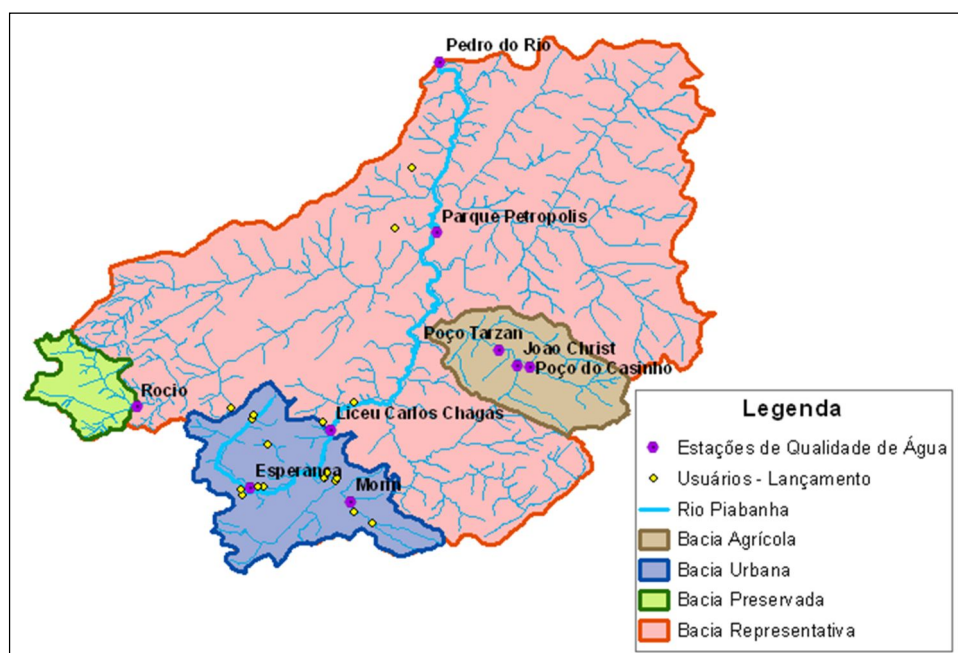 Pedro do Rio
Parque Petropolis
Poço Tarzan
Joao Christ
Poço do Casinho
Rocio
Liceu Carlos Chagas
Esperança
Morin
Legenda
Estações de Qualidade de Água
Usuários - Lançamento
Rio Piabanha
Bacia Agrícola
Bacia Urbana
Bacia Preservada
Bacia Representativa